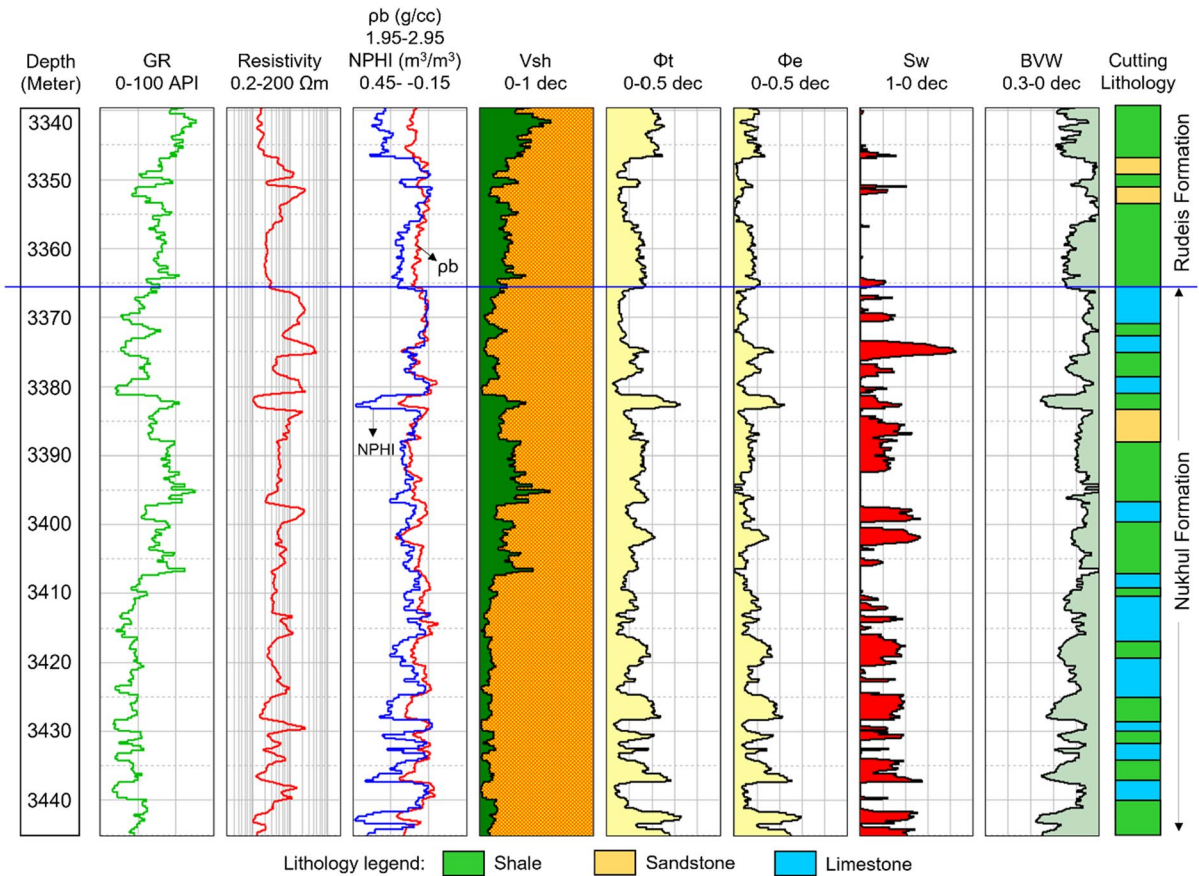 ρb (g/cc)
1.95-2.95
Depth GR Resistivity NPHI (m³/m³) Vsh Φt Φe Sw BVW Cutting
(Meter) 0-100 API 0.2-200 Ωm 0.45- -0.15 0-1 dec 0-0.5 dec 0-0.5 dec 1-0 dec 0.3-0 dec Lithology
3340
3350
3360
ρb
Rudeis Formation
3370
3380
3390
NPHI
3400
3410
3420
3430
3440
Nukhul Formation
Lithology legend: Shale Sandstone Limestone